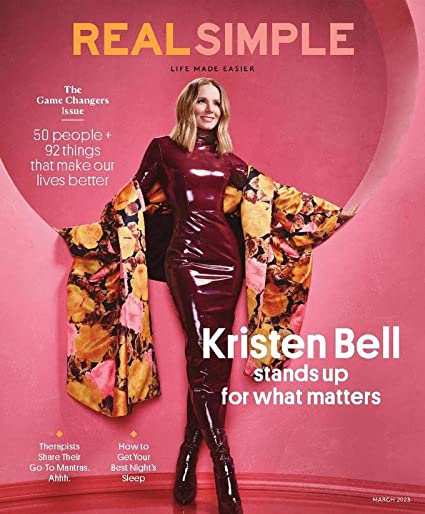 REAL SIMPLE
LIFE MADE EASIER
The
Game Changers
Issue
50 people +
92 things
that make our
lives better
Kristen Bell
stands up
for what matters
Therapists
Share Their
Go-To Mantras.
Ahhh.
How to
Get Your
Best Night's
Sleep
MARCH 2023